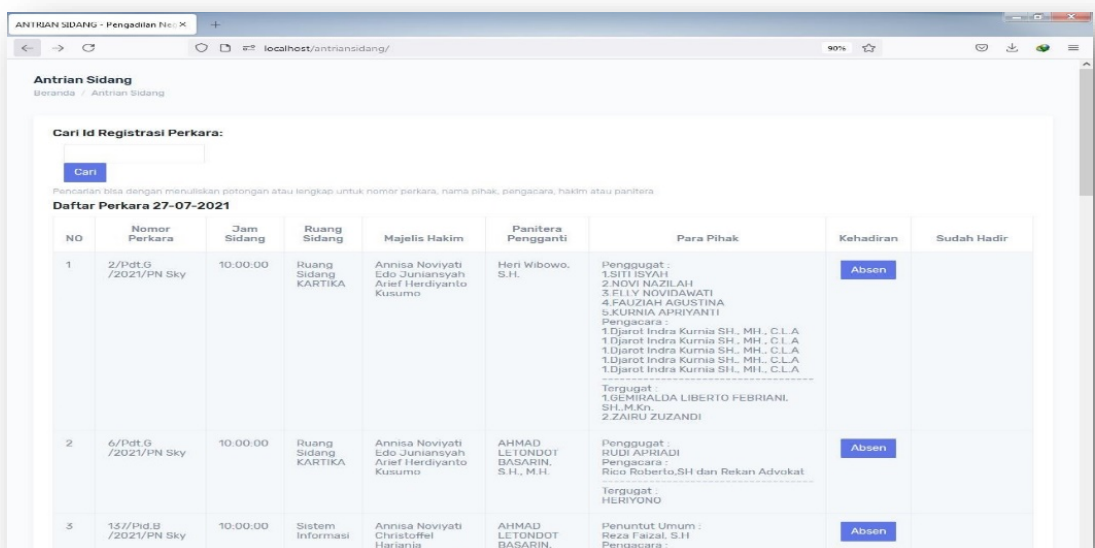 ANTRIAN SIDANG - Pengadilan Neg
localhost/antriansidang/
90%
Antrian Sidang
Beranda / Antrian Sidang
Cari Id Registrasi Perkara:
Cari
Pencarian bisa dengan menuliskan potongan atau lengkap untuk nomor perkara, nama pihak, pengacara, hakim atau panitera
Daftar Perkara 27-07-2021
NO
Nomor
Perkara
Jam
Sidang
Ruang
Sidang
Majelis Hakim
Panitera
Pengganti
Para Pihak
Kehadiran
Sudah Hadir
1
2/Pdt.G
/2021/PN Sky
10:00:00
Ruang
Sidang
KARTIKA
Annisa Noviyati
Edo Juniansyah
Arief Herdiyanto
Kusumo
Heri Wibowo,
S.H.
Penggugat :
1.SITI ISYAH
2.NOVI NAZILAH
3.ELLY NOVIDAWATI
4.FAUZIAH AGUSTINA
5.KURNIA APRIYANTI
Pengacara :
1.Djarot Indra Kurnia SH., MH., C.L.A
1.Djarot Indra Kurnia SH., MH., C.L.A
1.Djarot Indra Kurnia SH., MH., C.L.A
1.Djarot Indra Kurnia SH., MH., C.L.A
1.Djarot Indra Kurnia SH., MH., C.L.A
Tergugat :
1.GEMIRALDA LIBERTO FEBRIANI,
SH.,M.Kn.
2.ZAIRU ZUZANDI
Absen
2
6/Pdt.G
/2021/PN Sky
10:00:00
Ruang
Sidang
KARTIKA
Annisa Noviyati
Edo Juniansyah
Arief Herdiyanto
Kusumo
AHMAD
LETONDOT
BASARIN,
S.H., M.H.
Penggugat :
RUDI APRIADI
Pengacara :
Rico Roberto,SH dan Rekan Advokat
Tergugat :
HERIYONO
Absen
3
137/Pid.B
/2021/PN Sky
10:00:00
Sistem
Informasi
Annisa Noviyati
Christoffel
Harianja
AHMAD
LETONDOT
BASARIN,
Penuntut Umum :
Reza Faizal, S.H
Pengacara :
Absen